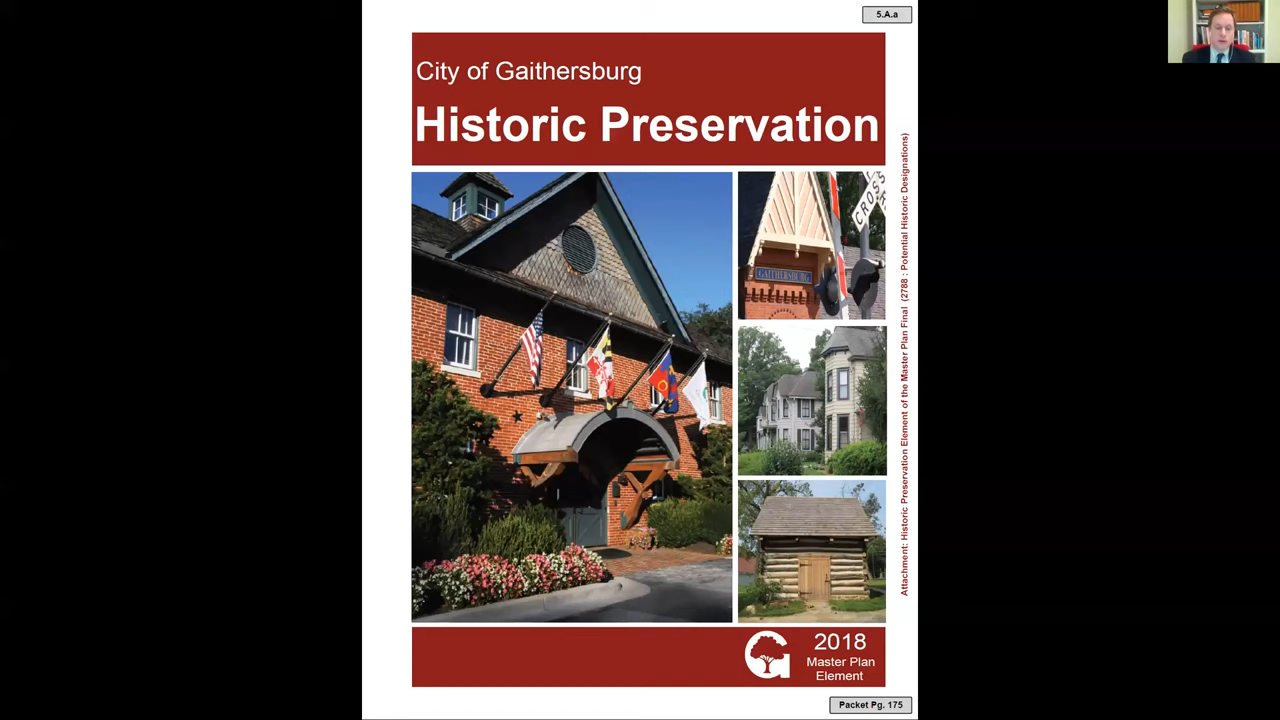 5.A.a
City of Gaithersburg
Historic Preservation
CROSS
GAITHERSBURG
Attachment: Historic Preservation Element of the Master Plan Final (2788 : Potential Historic Designations)
G
2018
Master Plan
Element
Packet Pg. 175